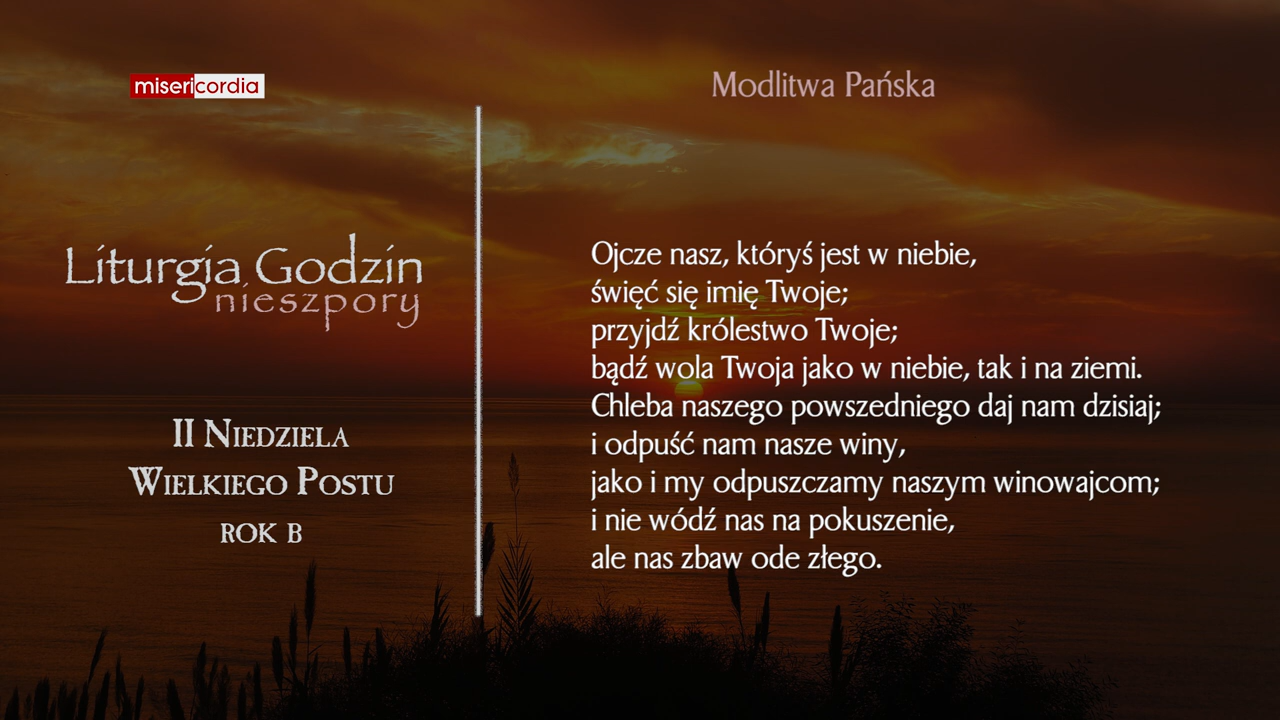 misericordia
Liturgia Godzin
nieszpory
II Niedziela
Wielkiego Postu
rok B
Modlitwa Pańska
Ojcze nasz, któryś jest w niebie,
święć się imię Twoje;
przyjdź królestwo Twoje;
bądź wola Twoja jako w niebie, tak i na ziemi.
Chleba naszego powszedniego daj nam dzisiaj;
i odpuść nam nasze winy,
jako i my odpuszczamy naszym winowajcom;
i nie wódź nas na pokuszenie,
ale nas zbaw ode złego.